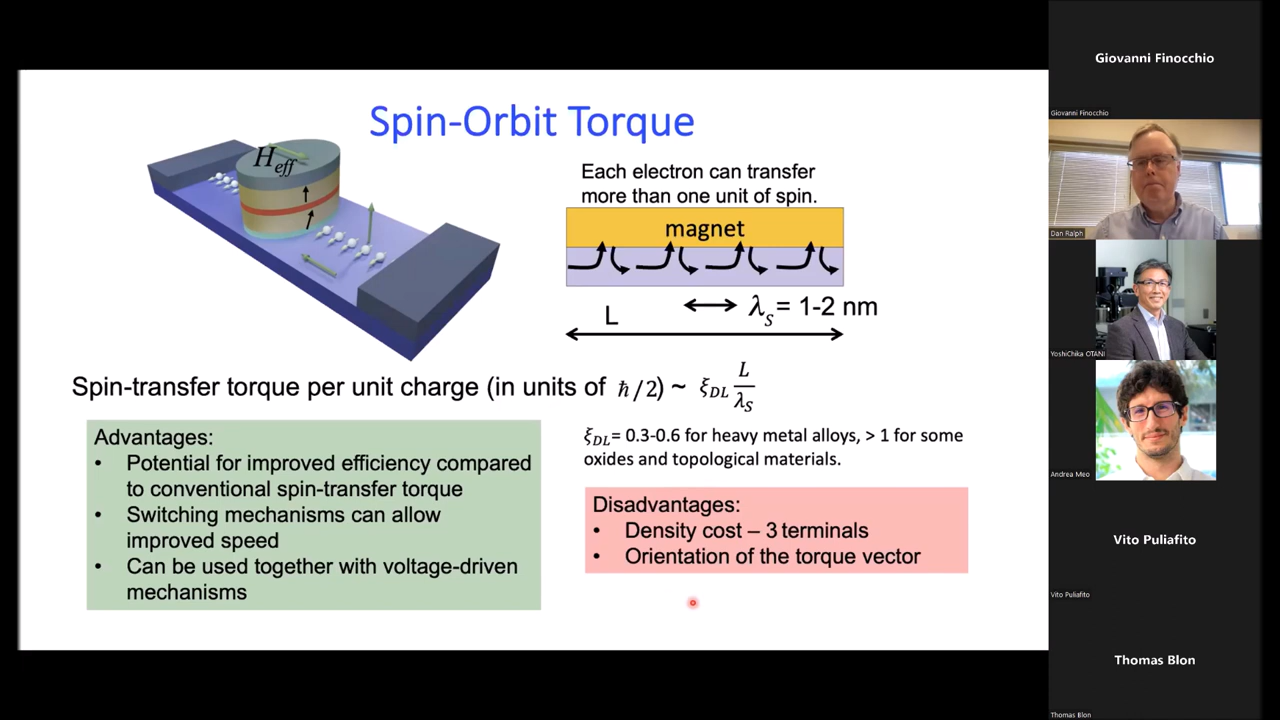 Spin-Orbit Torque
H_eff
Each electron can transfer
more than one unit of spin.
magnet
L
λ_S = 1-2 nm
Spin-transfer torque per unit charge (in units of ℏ/2) ~ ξ_DL L/λ_S
Advantages:
• Potential for improved efficiency compared
to conventional spin-transfer torque
• Switching mechanisms can allow
improved speed
• Can be used together with voltage-driven
mechanisms
ξ_DL= 0.3-0.6 for heavy metal alloys, > 1 for some
oxides and topological materials.
Disadvantages:
• Density cost – 3 terminals
• Orientation of the torque vector
Giovanni Finocchio
Giovanni Finocchio
Dan Ralph
YoshiChika OTANI
Andrea Meo
Vito Puliafito
Vito Puliafito
Thomas Blon
Thomas Blon